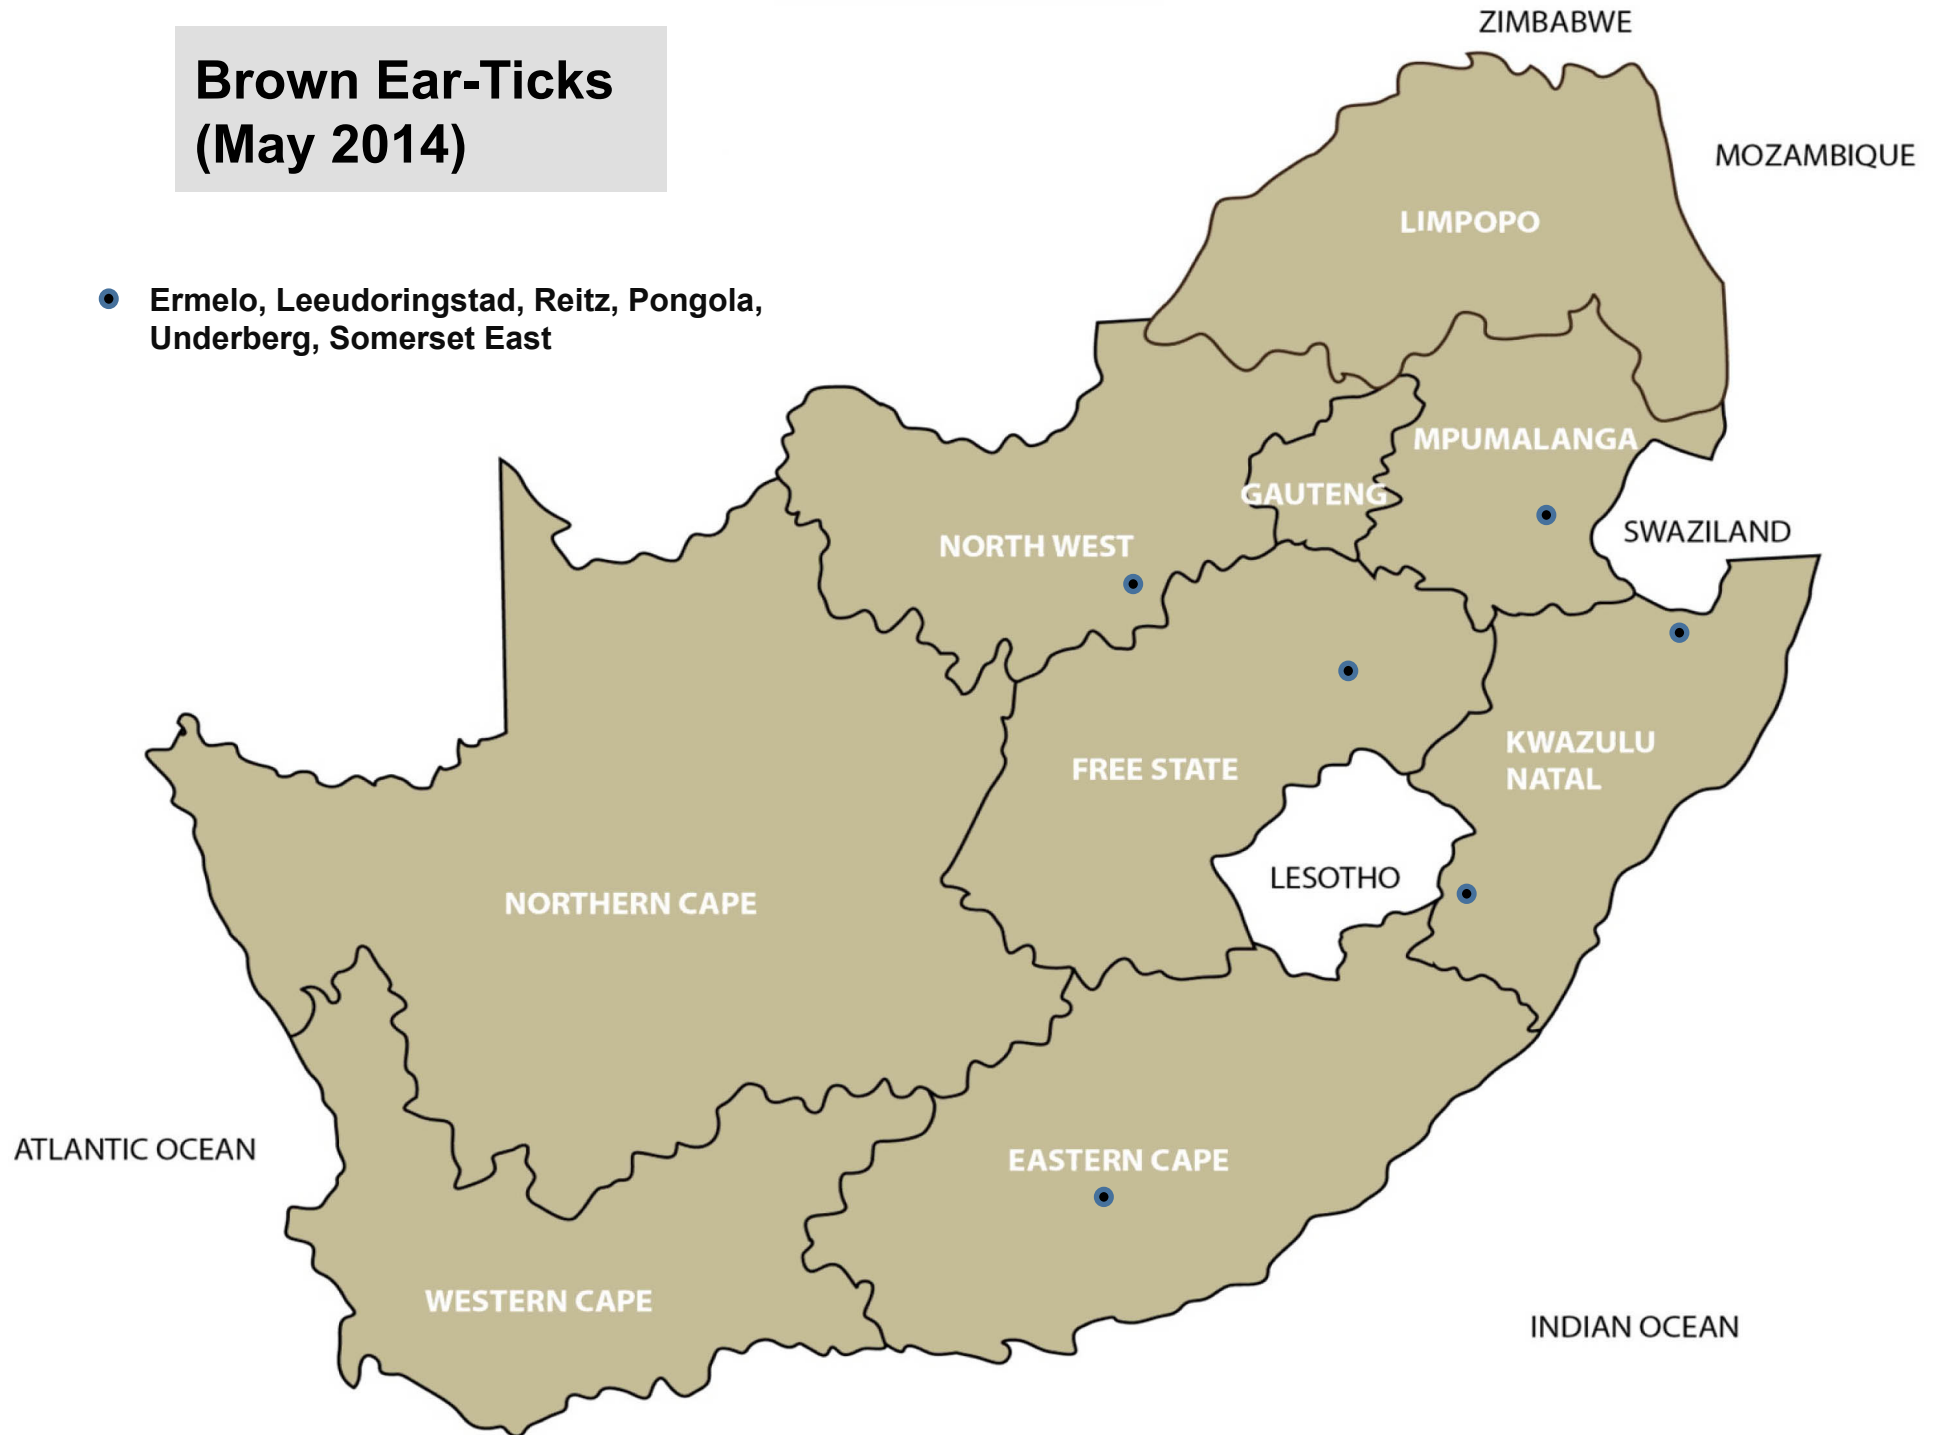 Brown Ear-Ticks
(May 2014)
Ermelo, Leeudoringstad, Reitz, Pongola,
Underberg, Somerset East
ZIMBABWE
MOZAMBIQUE
LIMPOPO
MPUMALANGA
GAUTENG
SWAZILAND
NORTH WEST
KWAZULU
NATAL
FREE STATE
LESOTHO
NORTHERN CAPE
ATLANTIC OCEAN
EASTERN CAPE
WESTERN CAPE
INDIAN OCEAN